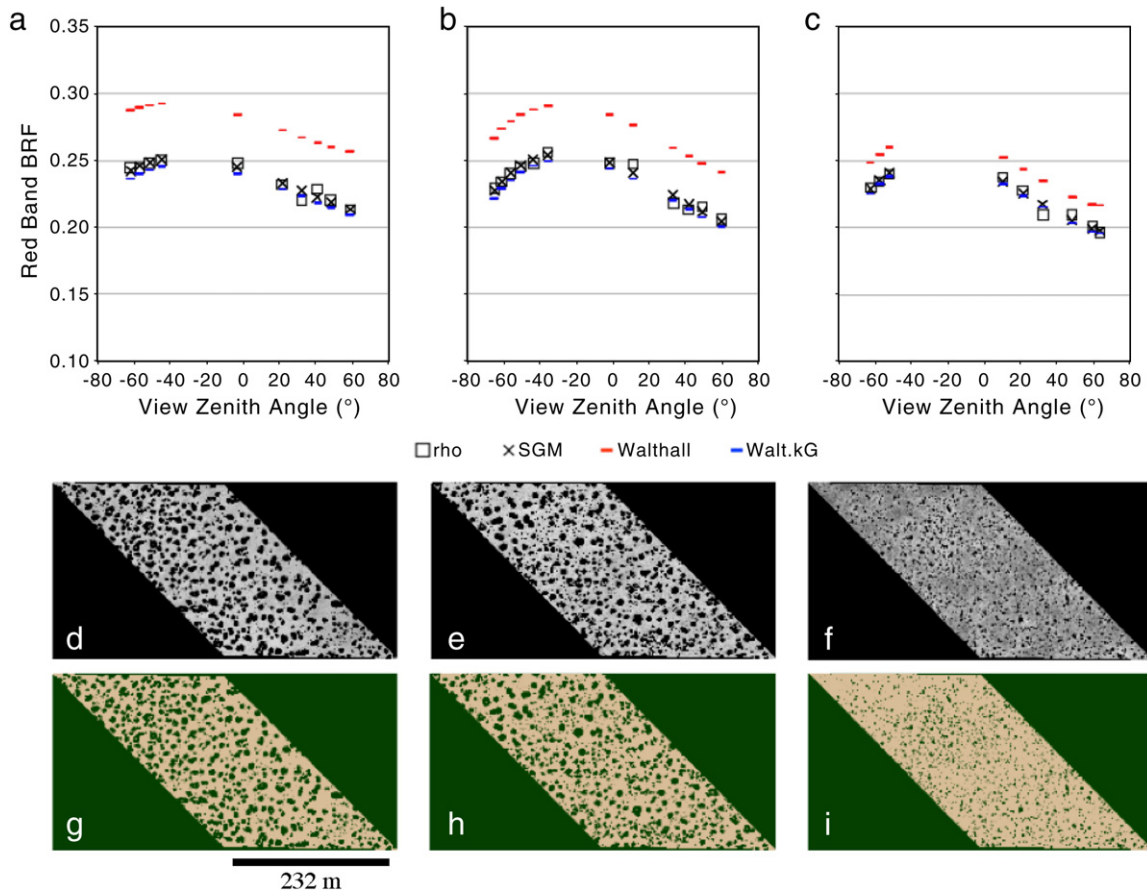 a b c
Red Band BRF
0.35
0.30
0.25
0.20
0.15
0.10
-80 -60 -40 -20 0 20 40 60 80
-80 -60 -40 -20 0 20 40 60 80
-80 -60 -40 -20 0 20 40 60 80
View Zenith Angle (°) View Zenith Angle (°) View Zenith Angle (°)
rho SGM Walthall Walt.kG
d e f
g h i
232 m